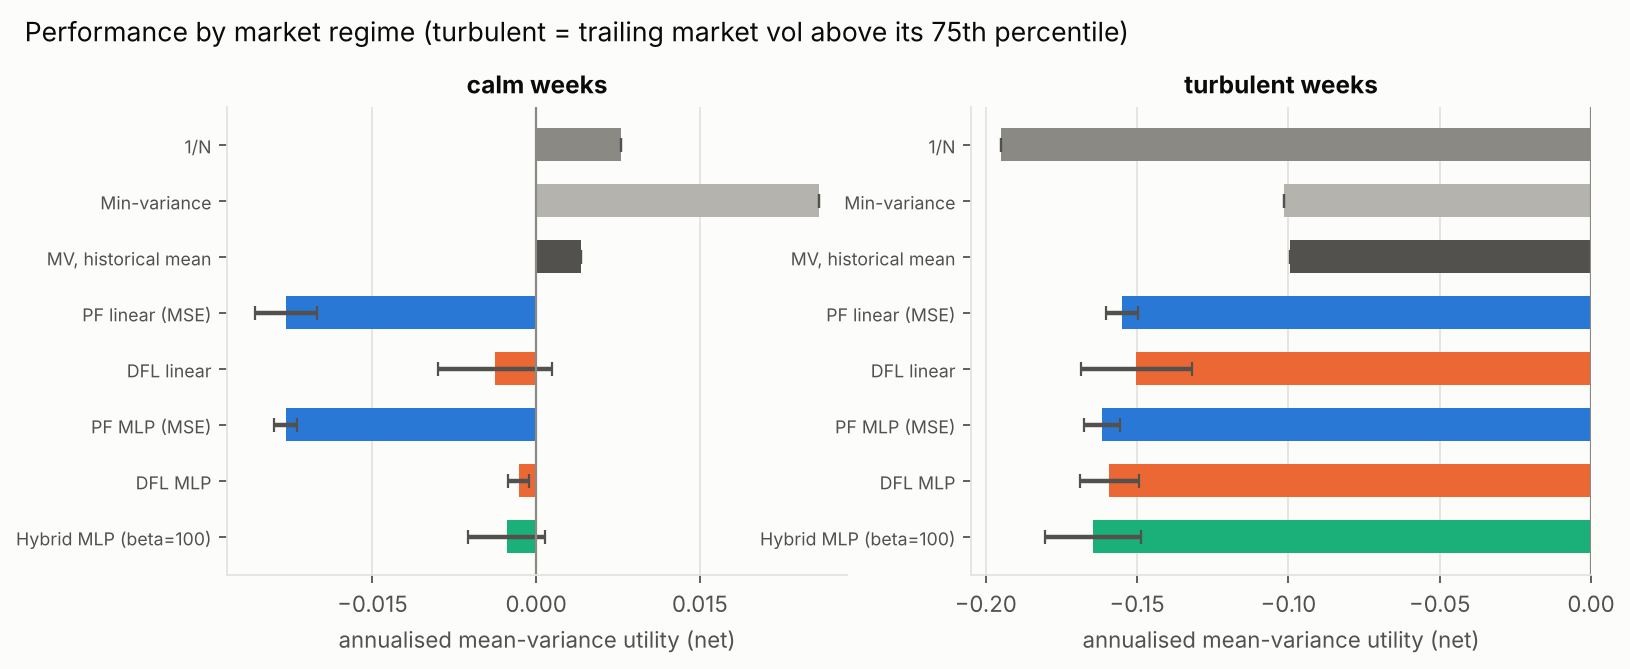 Performance by market regime (turbulent = trailing market vol above its 75th percentile)
calm weeks
1/N
Min-variance
MV, historical mean
PF linear (MSE)
DFL linear
PF MLP (MSE)
DFL MLP
Hybrid MLP (beta=100)
−0.015 0.000 0.015
annualised mean-variance utility (net)
turbulent weeks
1/N
Min-variance
MV, historical mean
PF linear (MSE)
DFL linear
PF MLP (MSE)
DFL MLP
Hybrid MLP (beta=100)
−0.20 −0.15 −0.10 −0.05 0.00
annualised mean-variance utility (net)